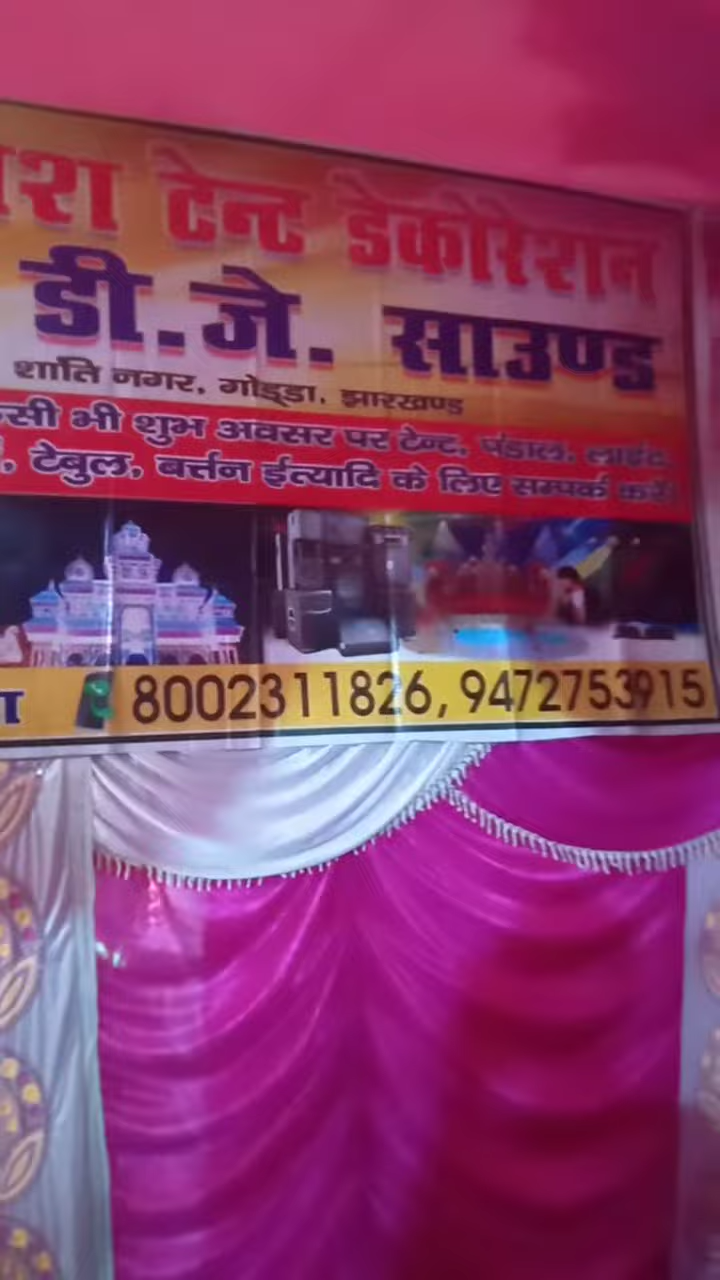 टेन्ट डेकोरेशन
डी.जे. साउण्ड
शांति नगर, गोड्डा, झारखण्ड
भी शुभ अवसर पर टेन्ट, पंडाल, लाईट,
टेबुल, बर्त्तन ईत्यादि के लिए सम्पर्क करें।
8002311826, 9472753915